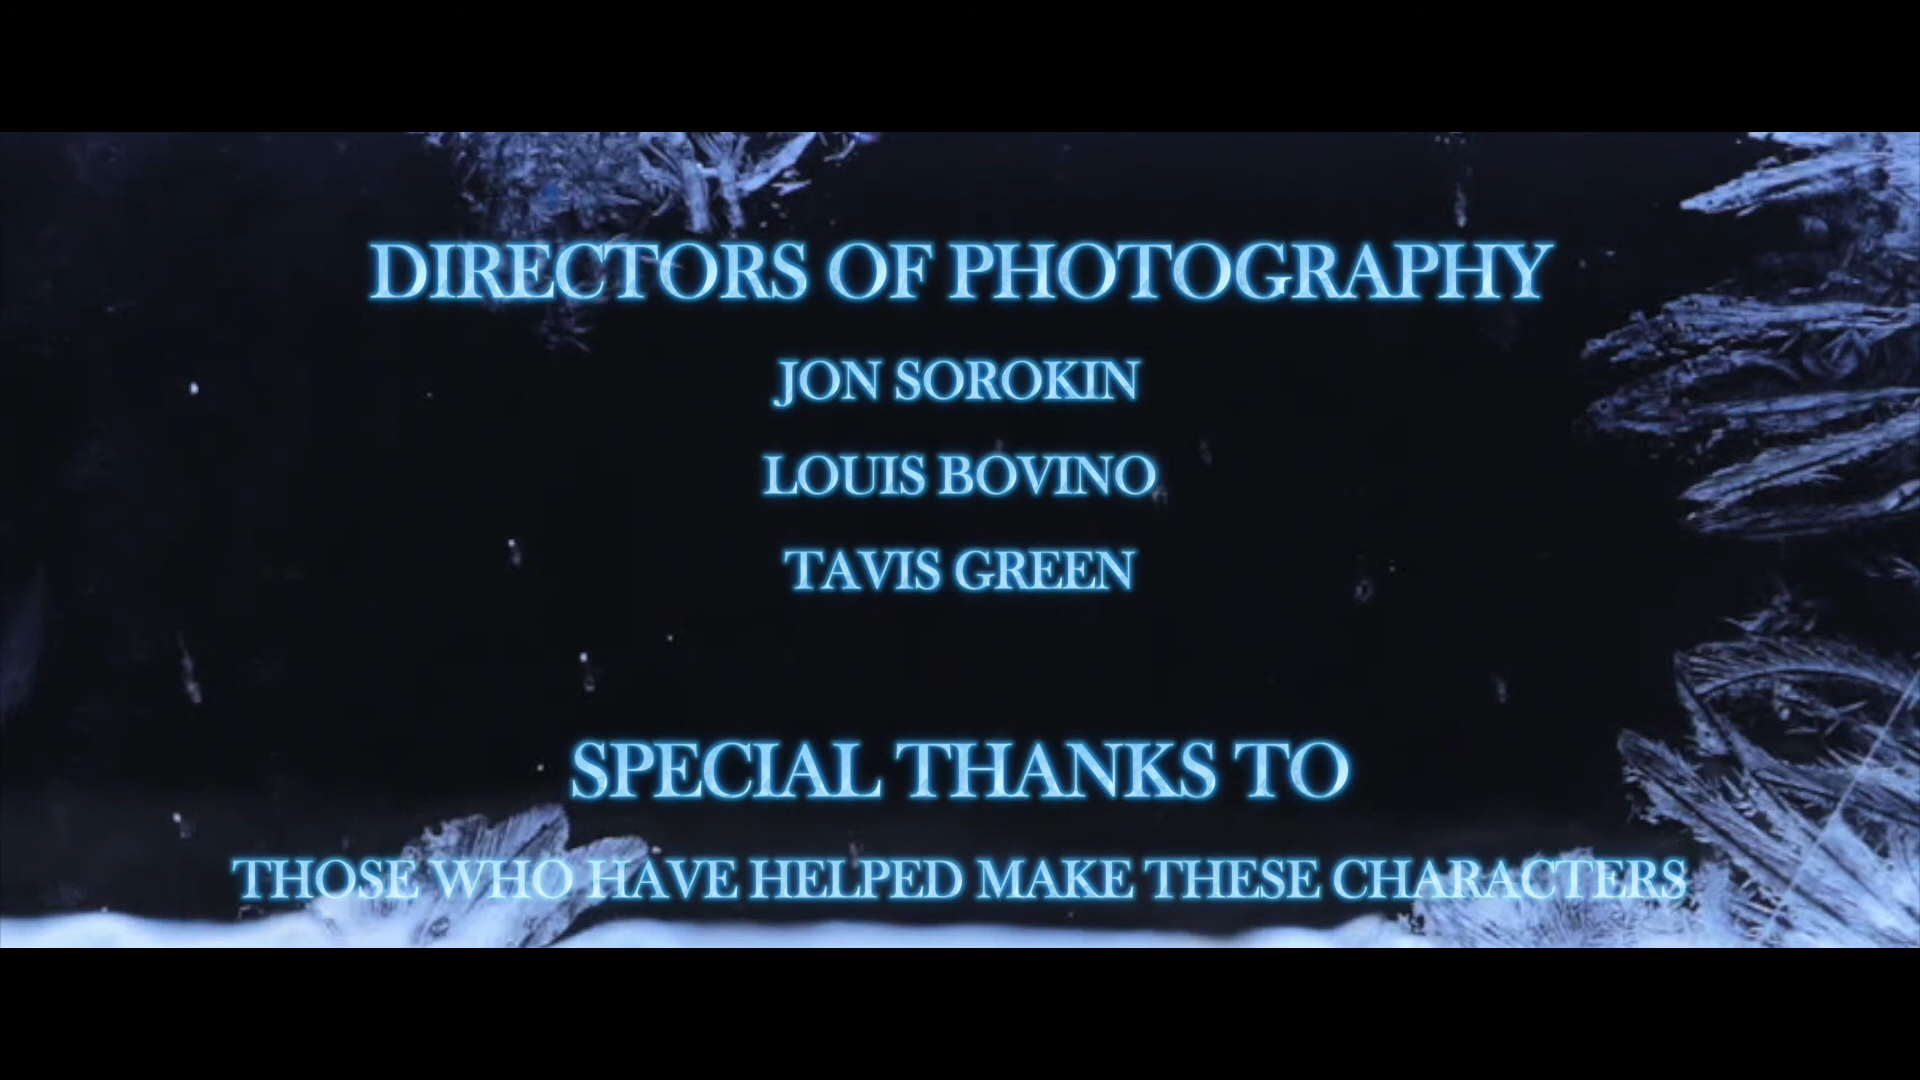 DIRECTORS OF PHOTOGRAPHY
JON SOROKIN
LOUIS BOVINO
TAVIS GREEN
SPECIAL THANKS TO
THOSE WHO HAVE HELPED MAKE THESE CHARACTERS